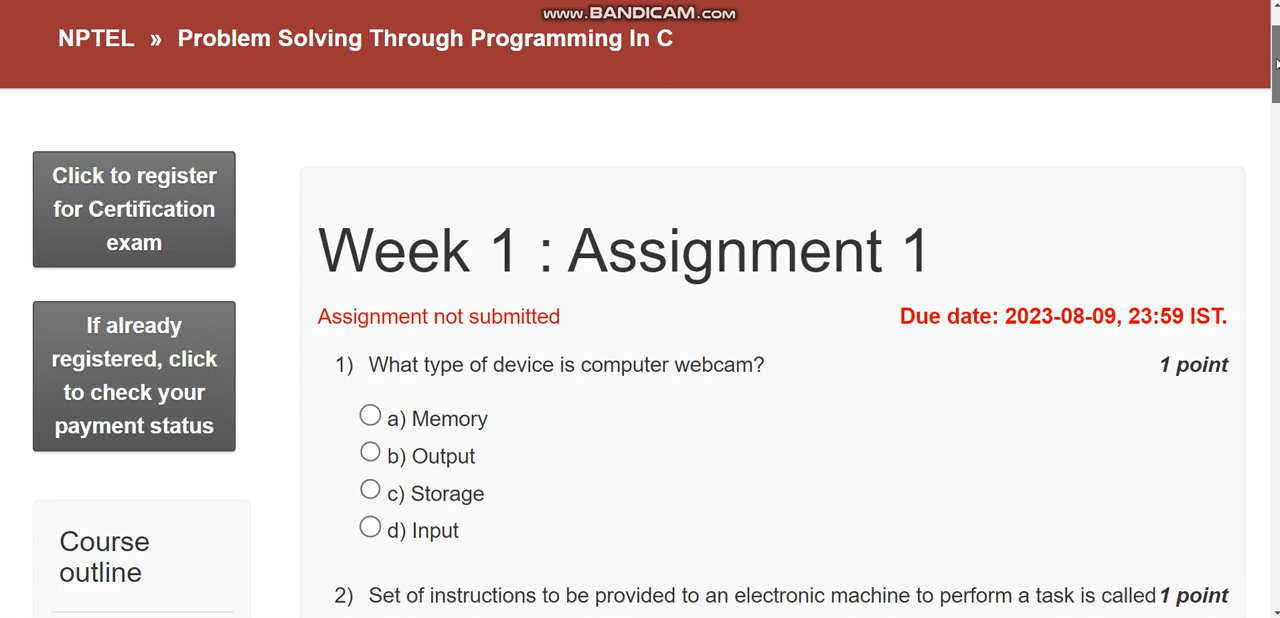 www.BANDICAM.com
NPTEL » Problem Solving Through Programming In C
Click to register
for Certification
exam
If already
registered, click
to check your
payment status
Course
outline
Week 1 : Assignment 1
Assignment not submitted Due date: 2023-08-09, 23:59 IST.
1) What type of device is computer webcam? 1 point
a) Memory
b) Output
c) Storage
d) Input
2) Set of instructions to be provided to an electronic machine to perform a task is called 1 point